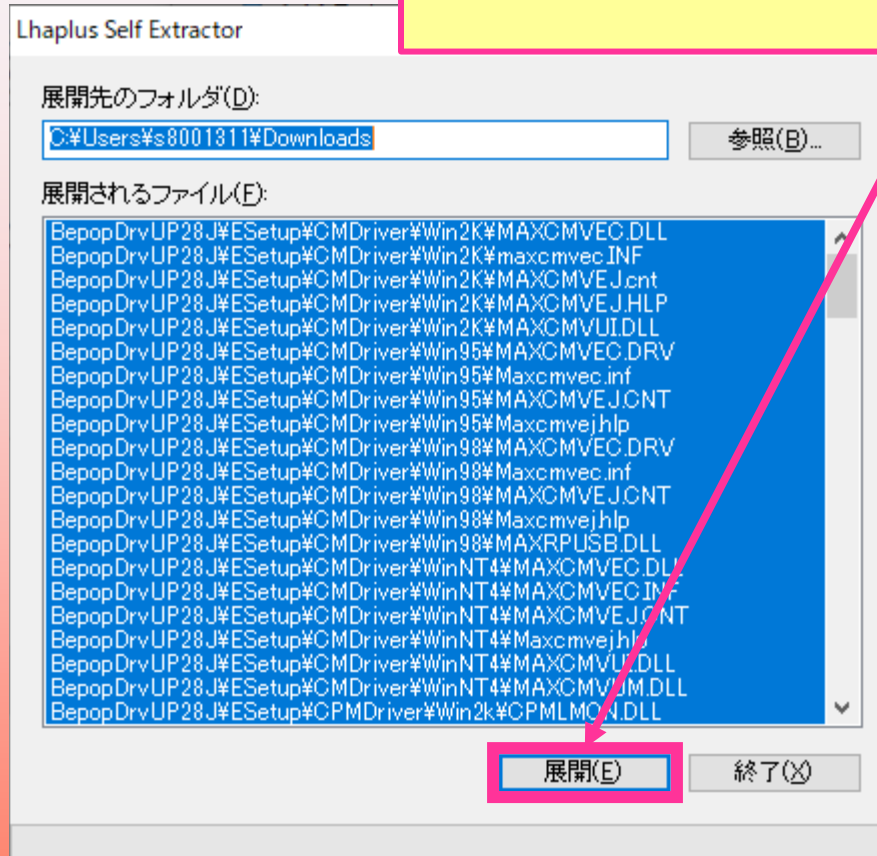 Lhaplus Self Extractor
展開先のフォルダ(D):
C:¥Users¥s8001311¥Downloads
参照(B)...
展開されるファイル(F):
BepopDrvUP28J¥ESetup¥CMDriver¥Win2K¥MAXCMVEC.DLL
BepopDrvUP28J¥ESetup¥CMDriver¥Win2K¥maxcmvec.INF
BepopDrvUP28J¥ESetup¥CMDriver¥Win2K¥MAXCMVEJ.cnt
BepopDrvUP28J¥ESetup¥CMDriver¥Win2K¥MAXCMVEJ.HLP
BepopDrvUP28J¥ESetup¥CMDriver¥Win2K¥MAXCMVUI.DLL
BepopDrvUP28J¥ESetup¥CMDriver¥Win95¥MAXCMVEC.DRV
BepopDrvUP28J¥ESetup¥CMDriver¥Win95¥Maxcmvec.inf
BepopDrvUP28J¥ESetup¥CMDriver¥Win95¥MAXCMVEJ.CNT
BepopDrvUP28J¥ESetup¥CMDriver¥Win95¥Maxcmvej.hlp
BepopDrvUP28J¥ESetup¥CMDriver¥Win98¥MAXCMVEC.DRV
BepopDrvUP28J¥ESetup¥CMDriver¥Win98¥Maxcmvec.inf
BepopDrvUP28J¥ESetup¥CMDriver¥Win98¥MAXCMVEJ.CNT
BepopDrvUP28J¥ESetup¥CMDriver¥Win98¥Maxcmvej.hlp
BepopDrvUP28J¥ESetup¥CMDriver¥Win98¥MAXRPUSB.DLL
BepopDrvUP28J¥ESetup¥CMDriver¥WinNT4¥MAXCMVEC.DLL
BepopDrvUP28J¥ESetup¥CMDriver¥WinNT4¥MAXCMVEC.INF
BepopDrvUP28J¥ESetup¥CMDriver¥WinNT4¥MAXCMVEJ.CNT
BepopDrvUP28J¥ESetup¥CMDriver¥WinNT4¥Maxcmvej.hlp
BepopDrvUP28J¥ESetup¥CMDriver¥WinNT4¥MAXCMVUI.DLL
BepopDrvUP28J¥ESetup¥CMDriver¥WinNT4¥MAXCMVUM.DLL
BepopDrvUP28J¥ESetup¥CPMDriver¥Win2k¥CPMLMON.DLL
展開(E)
終了(X)